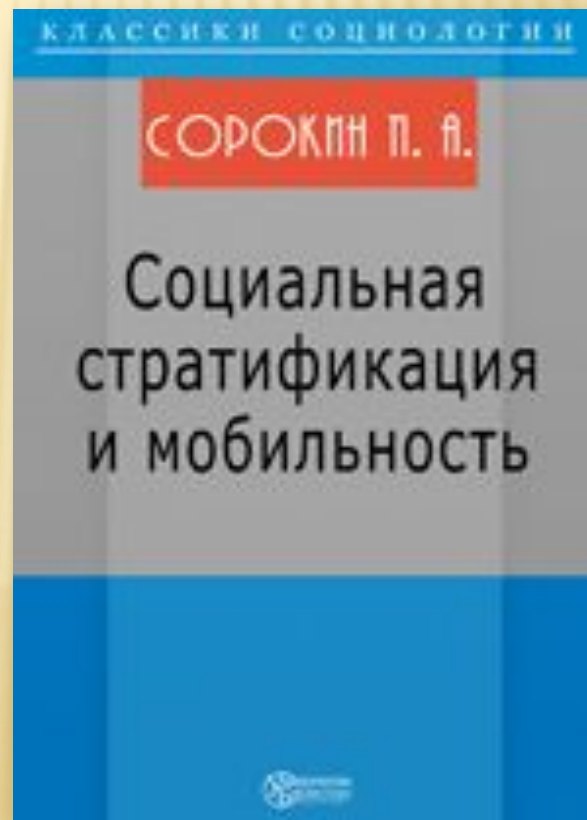 КЛАССИКИ СОЦИОЛОГИИ
СОРОКИН П. А.
Социальная
стратификация
и мобильность